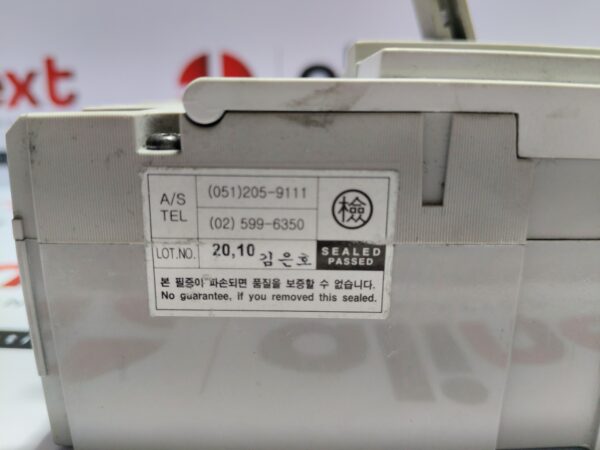 ext
A/S
TEL
(051)205-9111
(02) 599-6350
檢
LOT.NO.
20,10 김은호
SEALED
PASSED
본 필증이 파손되면 품질을 보증할 수 없습니다.
No guarantee, if you removed this sealed.